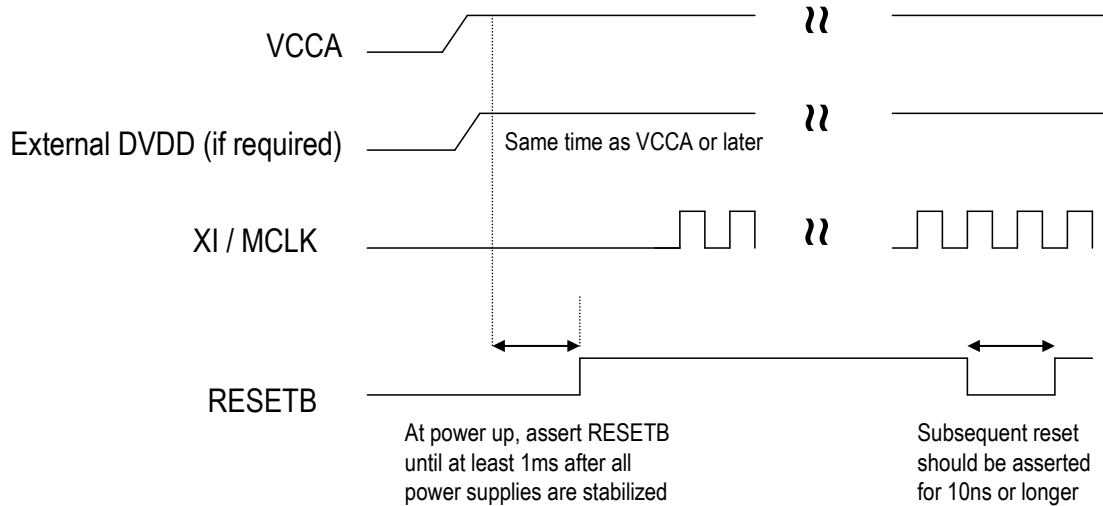 VCCA
External DVDD (if required)
Same time as VCCA or later
XI / MCLK
RESETB
At power up, assert RESETB
until at least 1ms after all
power supplies are stabilized
Subsequent reset
should be asserted
for 10ns or longer